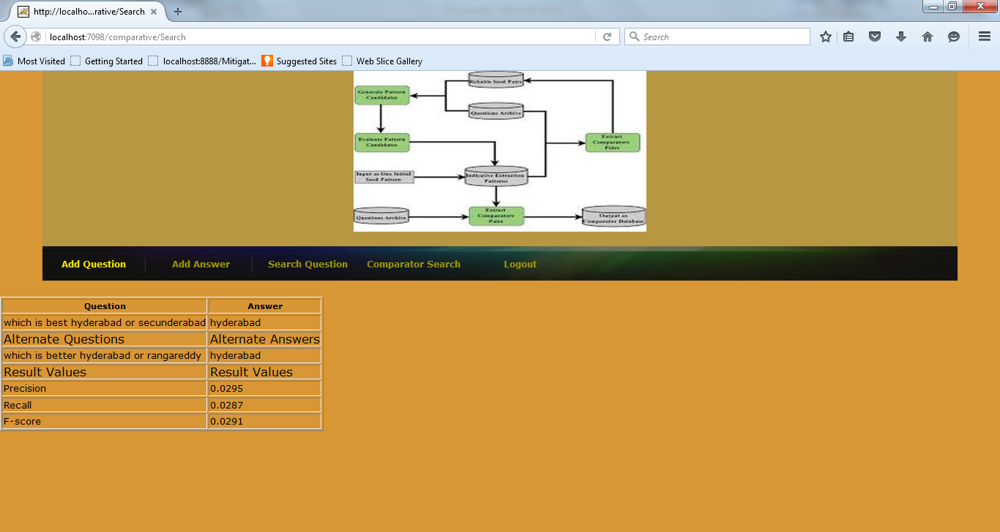 http://localho...rative/Search
localhost:7098/comparative/Search
Search
Most Visited Getting Started localhost:8888/Mitigat... Suggested Sites Web Slice Gallery
Reliable Seed Pairs
Generate Pattern
Candidates
Questions Archive
Evaluate Pattern
Candidates
Extract
Comparators
Pairs
Input as One Initial
Seed Pattern
Indicative Extraction
Patterns
Questions Archive
Extract
Comparators
Pairs
Output as
Comparator Database
Add Question Add Answer Search Question Comparator Search Logout
Question Answer
which is best hyderabad or secunderabad hyderabad
Alternate Questions Alternate Answers
which is better hyderabad or rangareddy hyderabad
Result Values Result Values
Precision 0.0295
Recall 0.0287
F-score 0.0291